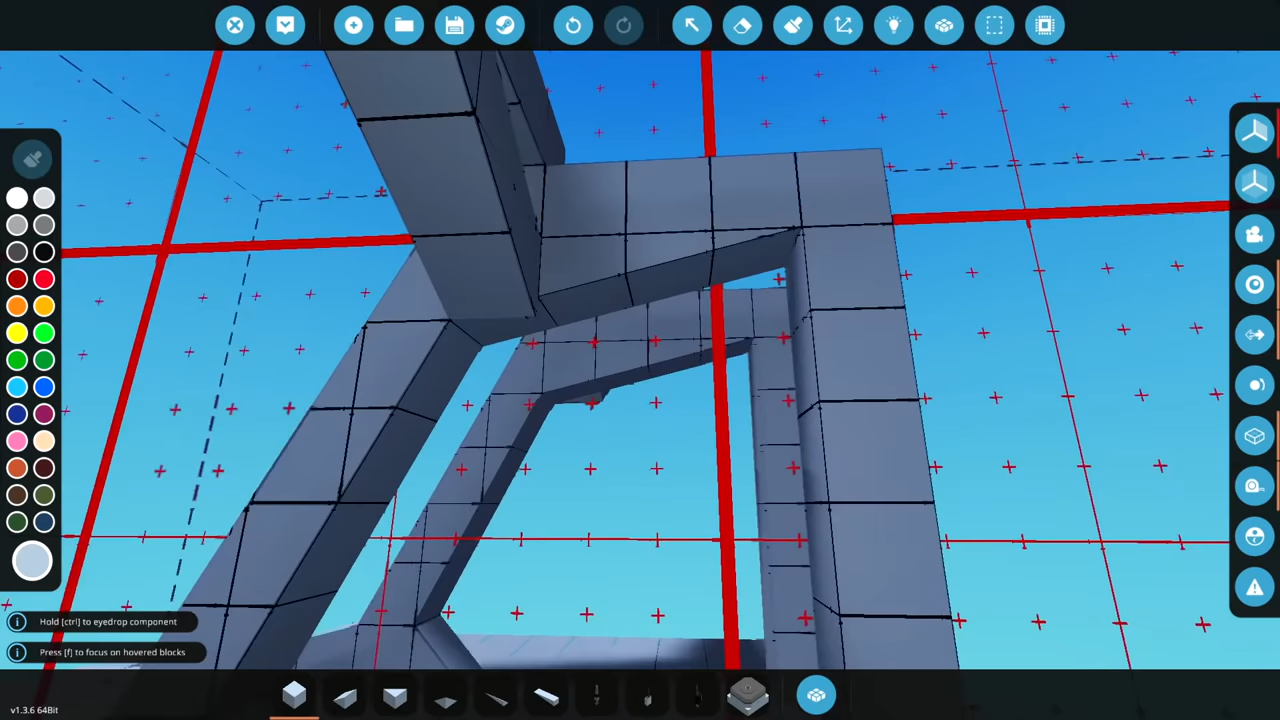 Hold [ctrl] to eyedrop component
Press [f] to focus on hovered blocks
v1.3.6 64Bit